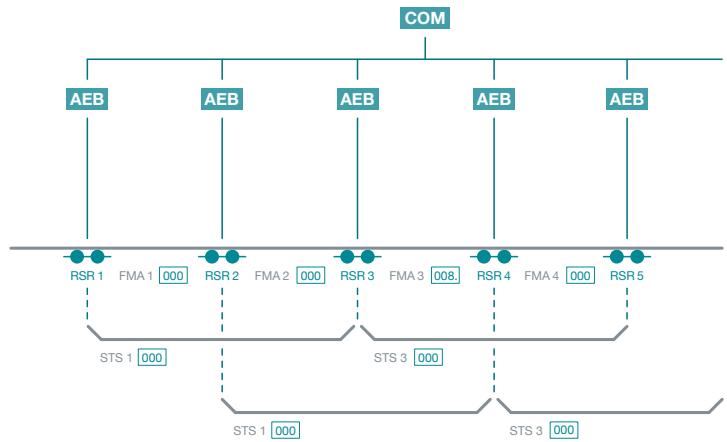 COM
AEB AEB AEB AEB AEB
RSR 1 FMA 1 000 RSR 2 FMA 2 000 RSR 3 FMA 3 008. RSR 4 FMA 4 000 RSR 5
STS 1 000 STS 3 000
STS 1 000 STS 3 000